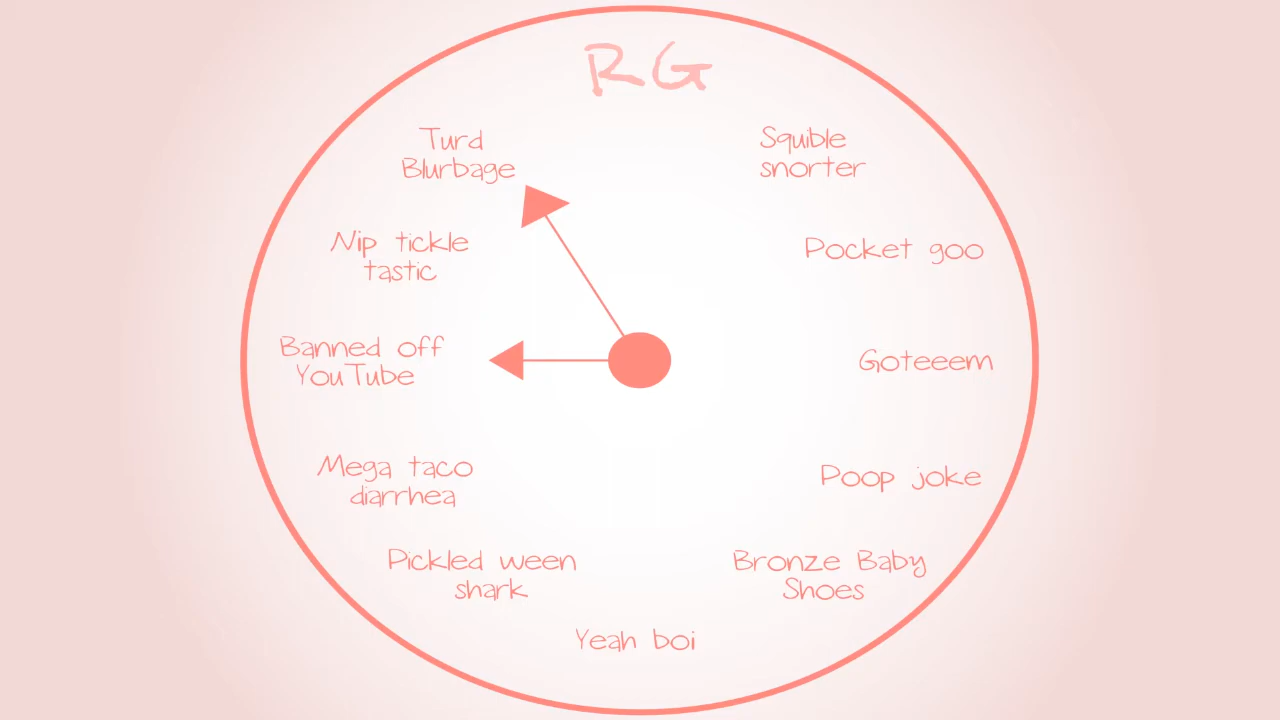 RG
Turd
Blurbage
Squible
snorter
Nip tickle
tastic
Pocket goo
Banned off
YouTube
Goteeem
Mega taco
diarrhea
Poop joke
Pickled ween
shark
Bronze Baby
Shoes
Yeah boi